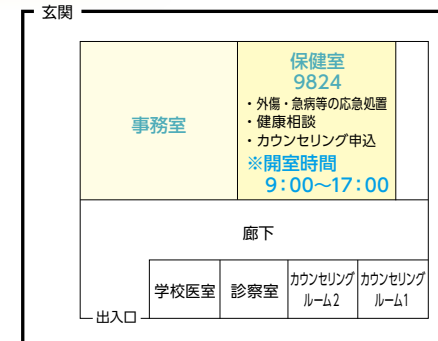 玄関
事務室
保健室
9824
・外傷・急病等の応急処置
・健康相談
・カウンセリング申込
※開室時間
9：00〜17：00
廊下
学校医室
診察室
カウンセリング
ルーム2
カウンセリング
ルーム1
出入口